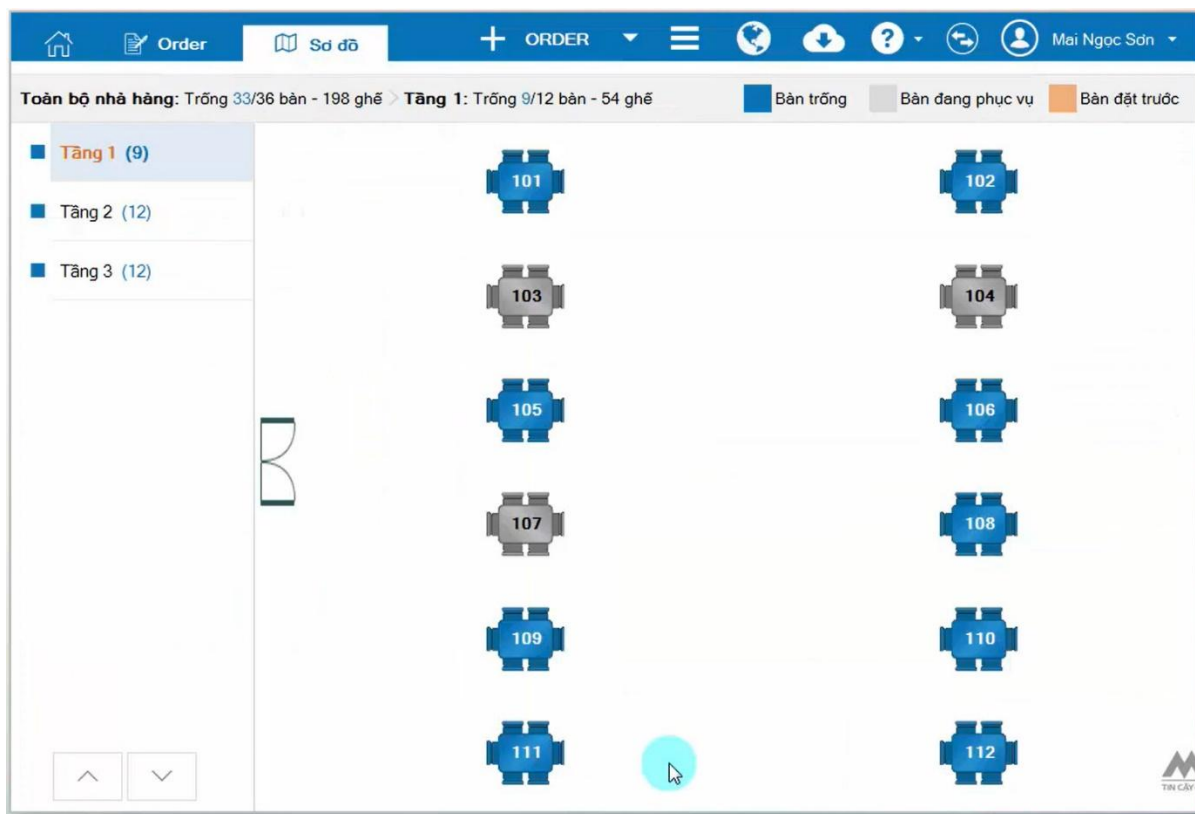 Order
Sơ đồ
ORDER
Mai Ngọc Sơn
Toàn bộ nhà hàng: Trống 33/36 bàn - 198 ghế
Tầng 1: Trống 9/12 bàn - 54 ghế
Bàn trống
Bàn đang phục vụ
Bàn đặt trước
Tầng 1 (9)
Tầng 2 (12)
Tầng 3 (12)
101
102
103
104
105
106
107
108
109
110
111
112
TIN CẬY